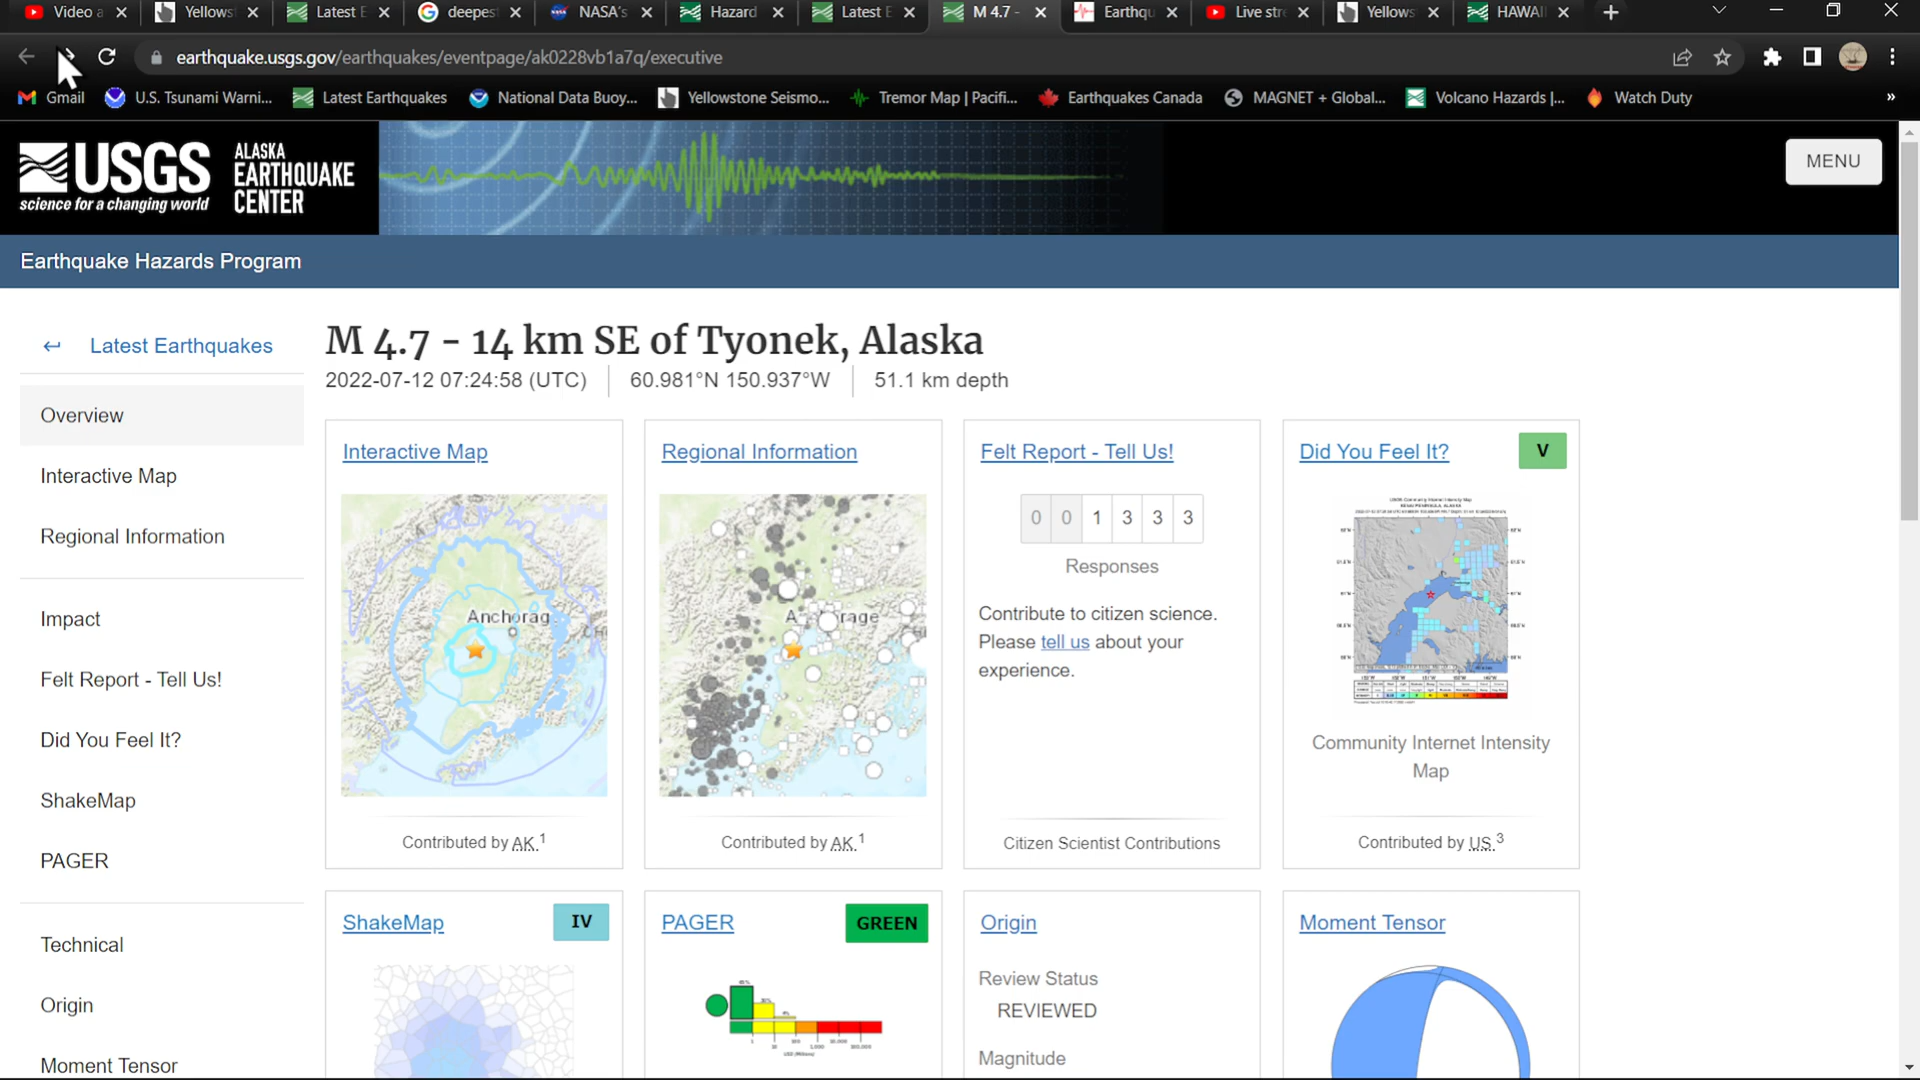 Video a
Yellows
Latest E
deepes
NASA's
Hazard
Latest E
M 4.7 -
Earthqu
Live stre
Yellows
HAWAII
earthquake.usgs.gov/earthquakes/eventpage/ak0228vb1a7q/executive
Gmail
U.S. Tsunami Warni...
Latest Earthquakes
National Data Buoy...
Yellowstone Seismo...
Tremor Map | Pacifi...
Earthquakes Canada
MAGNET + Global...
Volcano Hazards |...
Watch Duty
»
USGS
science for a changing world
ALASKA
EARTHQUAKE
CENTER
MENU
Earthquake Hazards Program
Latest Earthquakes
Overview
Interactive Map
Regional Information
Impact
Felt Report - Tell Us!
Did You Feel It?
ShakeMap
PAGER
Technical
Origin
Moment Tensor
M 4.7 - 14 km SE of Tyonek, Alaska
2022-07-12 07:24:58 (UTC)
60.981°N 150.937°W
51.1 km depth
Interactive Map
Anchorag
Contributed by AK 1
Regional Information
A rage
Contributed by AK 1
Felt Report - Tell Us!
0 0 1 3 3 3
Responses
Contribute to citizen science.
Please tell us about your
experience.
Citizen Scientist Contributions
Did You Feel It?
V
Community Internet Intensity
Map
Contributed by US 3
ShakeMap
IV
PAGER
GREEN
Origin
Review Status
REVIEWED
Magnitude
Moment Tensor